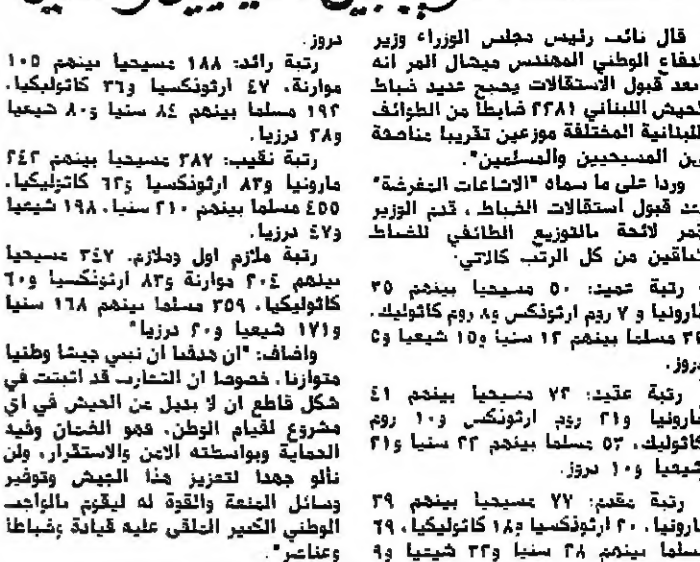 قال نائب رئيس مجلس الوزراء وزير
الدفاع الوطني المهندس ميشال المر انه
بعد قبول الاستقالات يصبح عديد ضباط
الجيش اللبناني ٢٢٨١ ضابطا من الطوائف
اللبنانية المختلفة موزعين تقريبا مناصفة
بين المسيحيين والمسلمين".
وردا على ما سماه "الاشاعات المغرضة"
قبول استقالات الضباط، قدم الوزير
المر لائحة بالتوزيع الطائفي للضباط
الباقين من كل الرتب كالاتي:
رتبة عميد: ٥٠ مسيحيا بينهم ٣٥
مارونيا و ٧ روم ارثوذكس و٨ روم كاثوليك.
مسلما بينهم ١٢ سنيا و١٥ شيعيا و٥
دروز.
رتبة عقيد: ٧٢ مسيحيا بينهم ٤١
مارونيا و٢١ روم ارثوذكس و١٠ روم
كاثوليك، ٥٣ مسلما بينهم ٢٢ سنيا و٢١
شيعيا و١٠ دروز.
رتبة مقدم: ٧٧ مسيحيا بينهم ٣٩
مارونيا، ٢٠ ارثوذكسيا و١٨ كاثوليكيا، ٦٩
مسلما بينهم ٢٨ سنيا و٣٢ شيعيا و٩
دروز.
رتبة رائد: ١٨٨ مسيحيا بينهم ١٠٥
موارنة، ٤٧ ارثوذكسيا و٣٦ كاثوليكيا.
١٩٢ مسلما بينهم ٨٤ سنيا و٨٠ شيعيا
و٢٨ درزيا.
رتبة نقيب: ٣٨٧ مسيحيا بينهم ٢٤٢
مارونيا و٨٣ ارثوذكسيا و٦٢ كاثوليكيا.
٤٥٥ مسلما بينهم ٢١٠ سنيا، ١٩٨ شيعيا
و٤٧ درزيا.
رتبة ملازم اول وملازم. ٣٤٧ مسيحيا
بينهم ٢٠٤ موارنة و٨٣ ارثوذكسيا و٦٠
كاثوليكيا، ٣٥٩ مسلما بينهم ١٦٨ سنيا
و١٧١ شيعيا و٢٠ درزيا"
واضاف: "ان هدفنا ان نبني جيشا وطنيا
متوازنا، خصوصا ان التجارب قد اثبتت في
شكل قاطع ان لا بديل عن الجيش في اي
مشروع لقيام الوطن، فهو الضمان وفيه
الحماية وبواسطته الامن والاستقرار، ولن
نألو جهدا لتعزيز هذا الجيش وتوفير
وسائل المنعة والقوة له ليقوم بالواجب
الوطني الكبير الملقى عليه قيادة وضباطا
وعناصر".